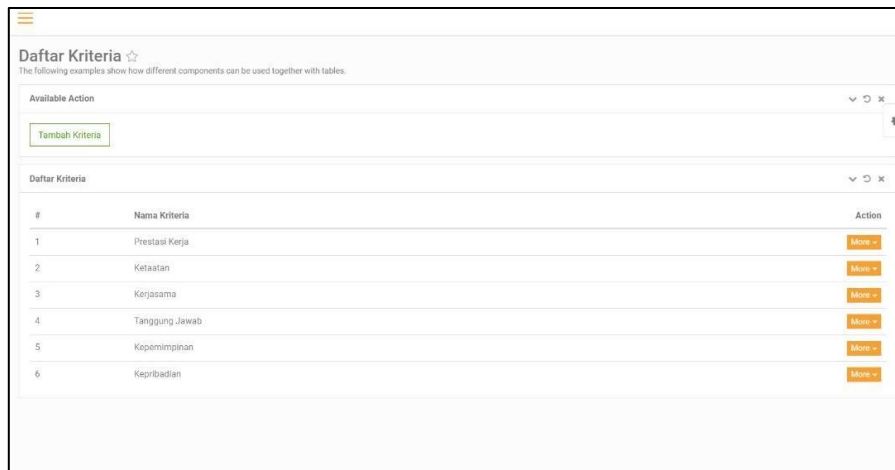 Daftar Kriteria
The following examples show how different components can be used together with tables.
Available Action
Tambah Kriteria
Daftar Kriteria
# Nama Kriteria Action
1 Prestasi Kerja More
2 Ketaatan More
3 Kerjasama More
4 Tanggung Jawab More
5 Kepemimpinan More
6 Kepribadian More